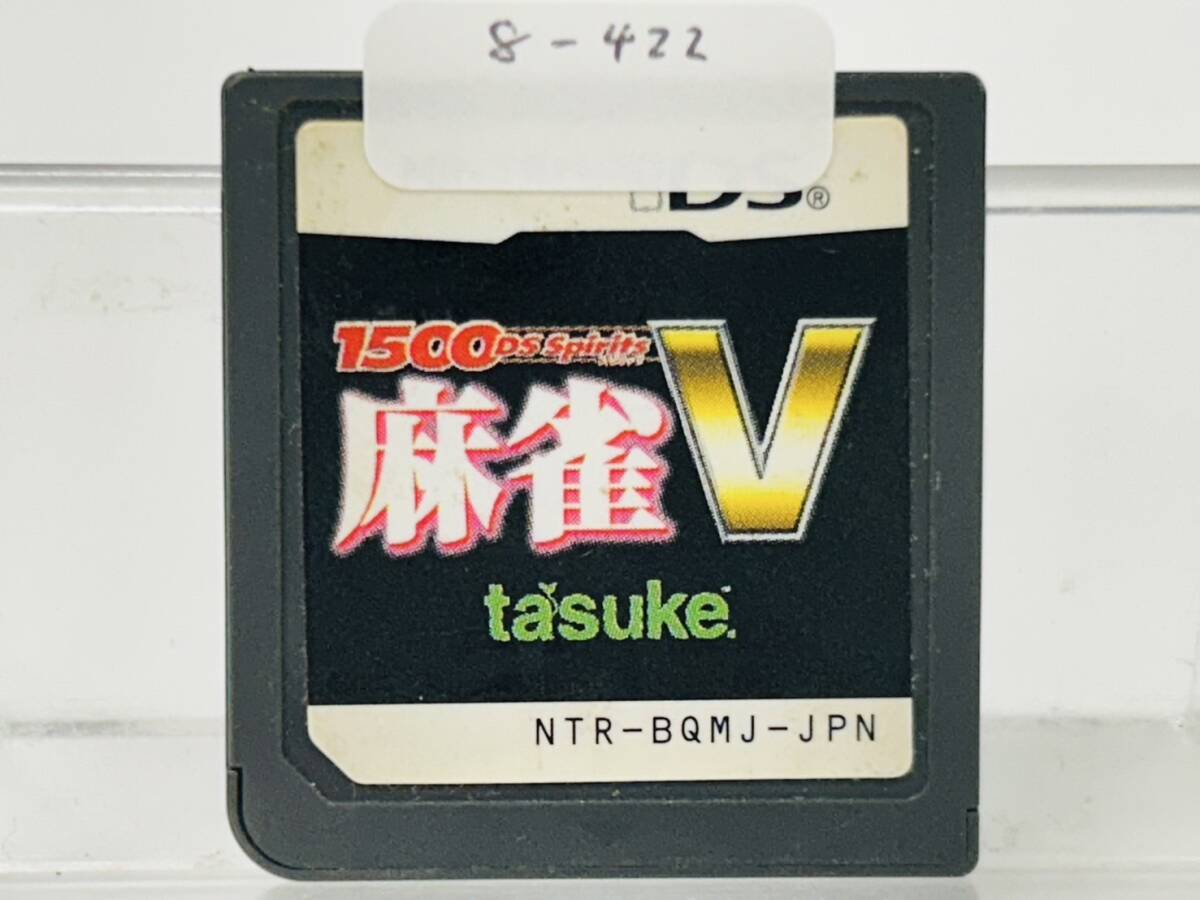 8-422
DS®
1500 DS Spirits
麻雀V
tasuke
NTR-BQMJ-JPN